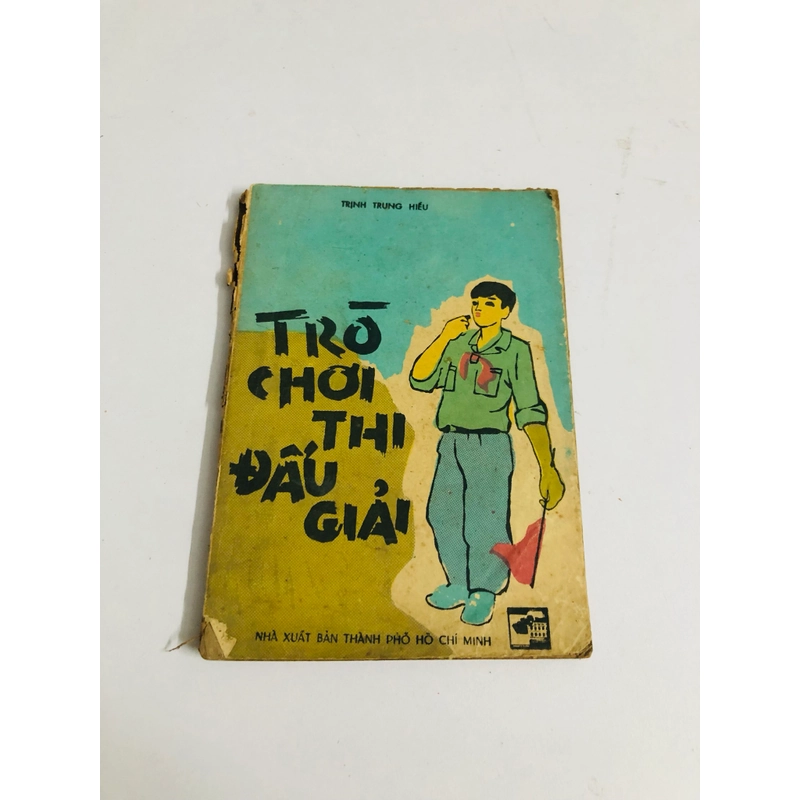 TRỊNH TRUNG HIẾU
TRÒ
CHƠI
THI
ĐẤU
GIẢI
NHÀ XUẤT BẢN THÀNH PHỐ HỒ CHÍ MINH